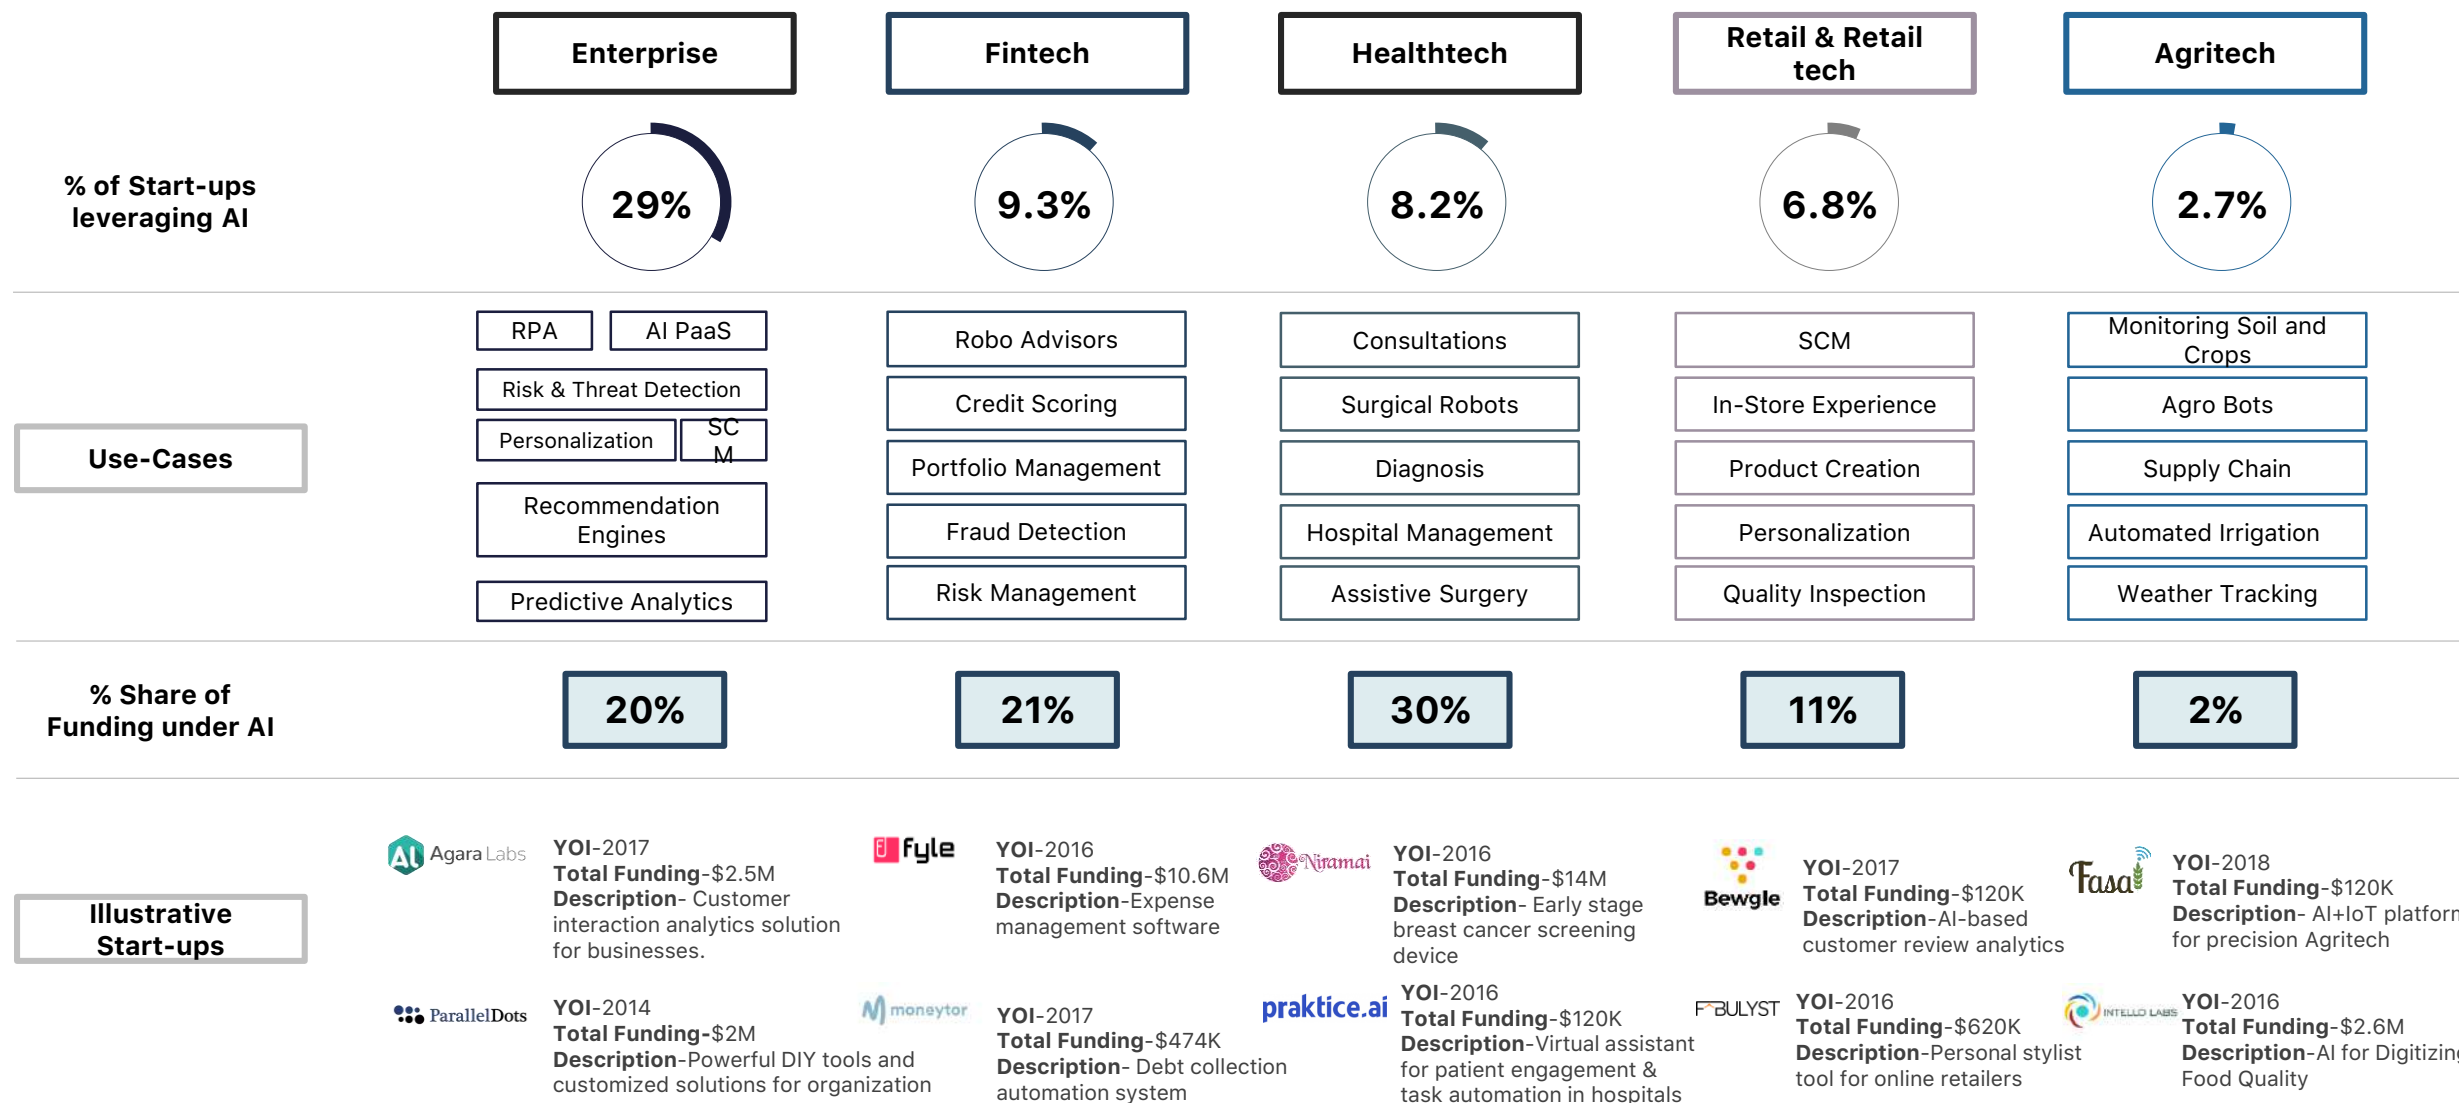 Enterprise
Fintech
Healthtech
Retail & Retail
tech
Agritech
% of Start-ups
leveraging AI
29%
9.3%
8.2%
6.8%
2.7%
Use-Cases
RPA
AI PaaS
Risk & Threat Detection
Personalization
SC
M
Recommendation
Engines
Predictive Analytics
Robo Advisors
Credit Scoring
Portfolio Management
Fraud Detection
Risk Management
Consultations
Surgical Robots
Diagnosis
Hospital Management
Assistive Surgery
SCM
In-Store Experience
Product Creation
Personalization
Quality Inspection
Monitoring Soil and
Crops
Agro Bots
Supply Chain
Automated Irrigation
Weather Tracking
% Share of
Funding under AI
20%
21%
30%
11%
2%
Illustrative
Start-ups
AL Agara Labs
YOI-2017
Total Funding-$2.5M
Description- Customer
interaction analytics solution
for businesses.
fyle
YOI-2016
Total Funding-$10.6M
Description-Expense
management software
Niramai
YOI-2016
Total Funding-$14M
Description- Early stage
breast cancer screening
device
Bewgle
YOI-2017
Total Funding-$120K
Description-AI-based
customer review analytics
Fasal
YOI-2018
Total Funding-$120K
Description- AI+IoT platform
for precision Agritech
ParallelDots
YOI-2014
Total Funding-$2M
Description-Powerful DIY tools and
customized solutions for organization
moneytor
YOI-2017
Total Funding-$474K
Description- Debt collection
automation system
praktice.ai
YOI-2016
Total Funding-$120K
Description-Virtual assistant
for patient engagement &
task automation in hospitals
FABULYST
YOI-2016
Total Funding-$620K
Description-Personal stylist
tool for online retailers
INTELLO LABS
YOI-2016
Total Funding-$2.6M
Description-AI for Digitizing
Food Quality